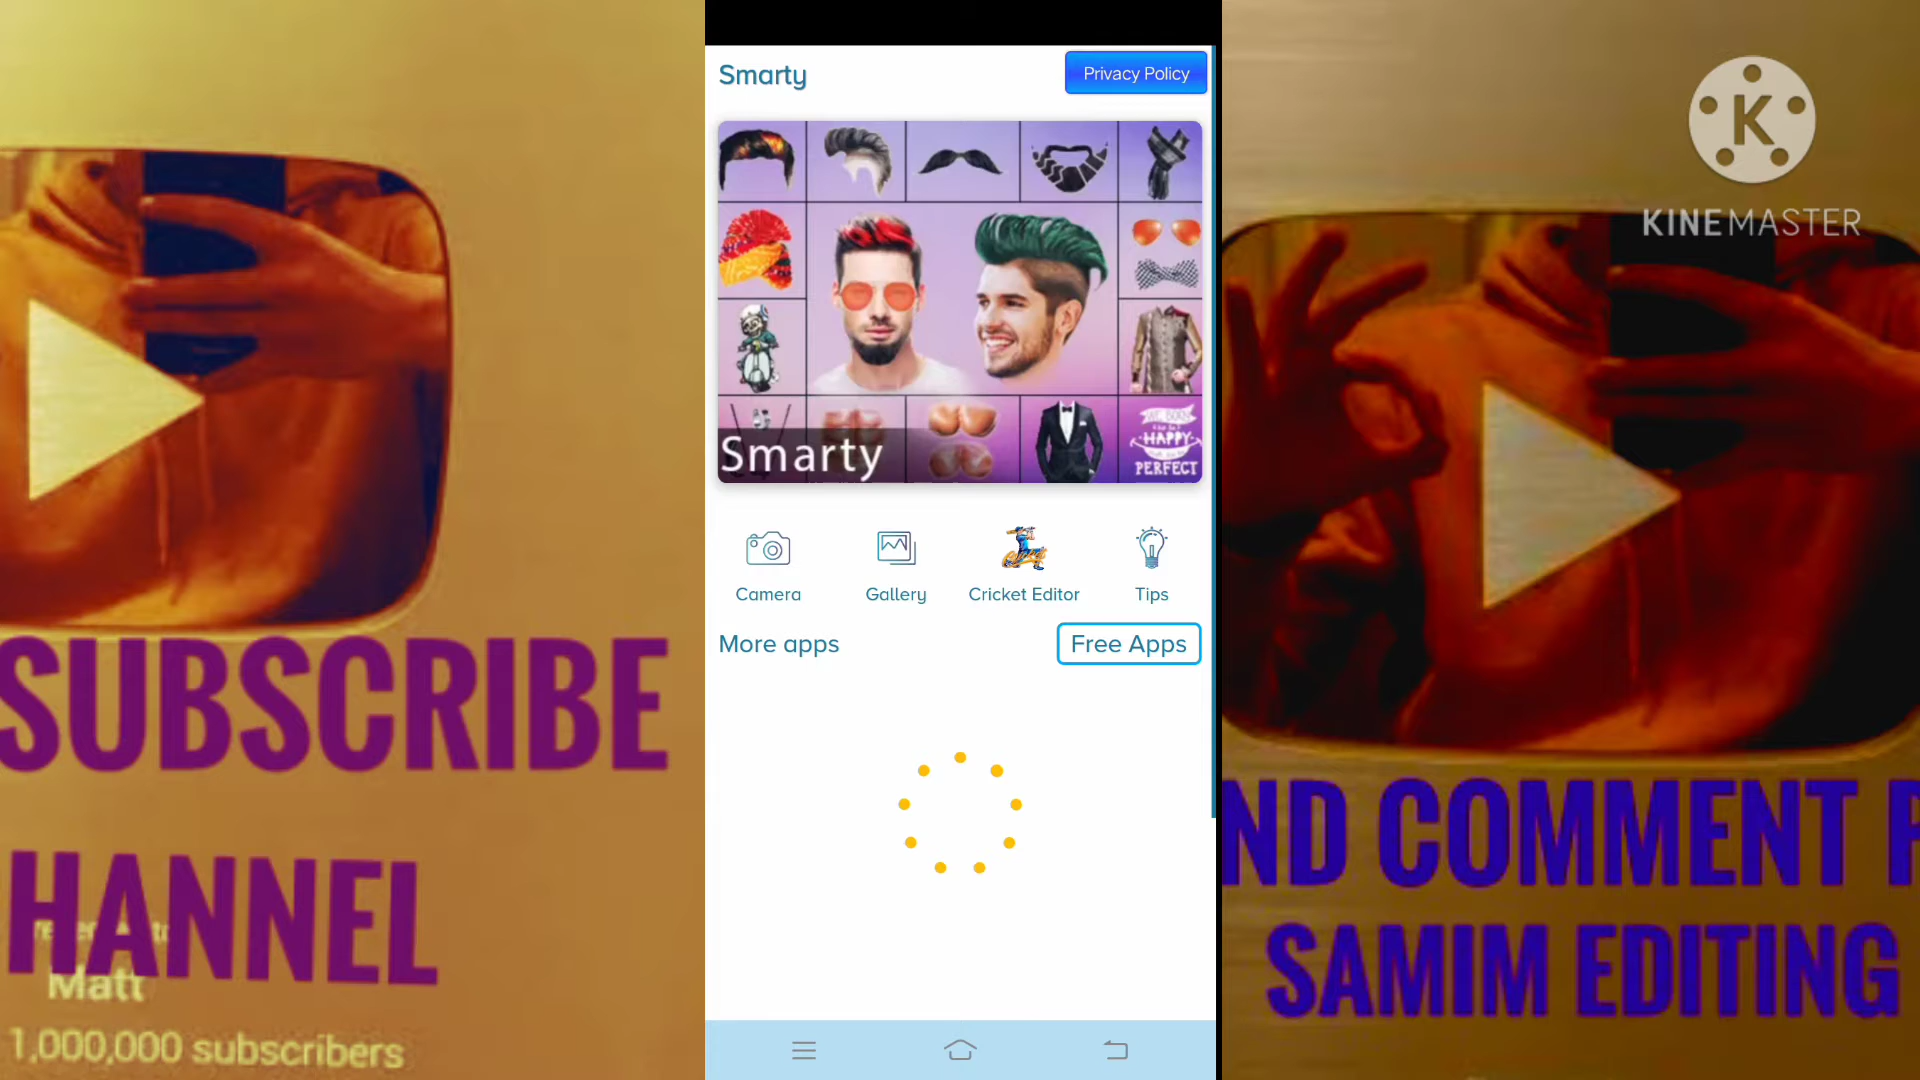 Smarty
Privacy Policy
K
KINEMASTER
HAPPY
PERFECT
Smarty
Camera
Gallery
Cricket Editor
Tips
More apps
Free Apps
SUBSCRIBE
HANNEL
Matt
1,000,000 subscribers
ND COMMENT P
SAMIM EDITING